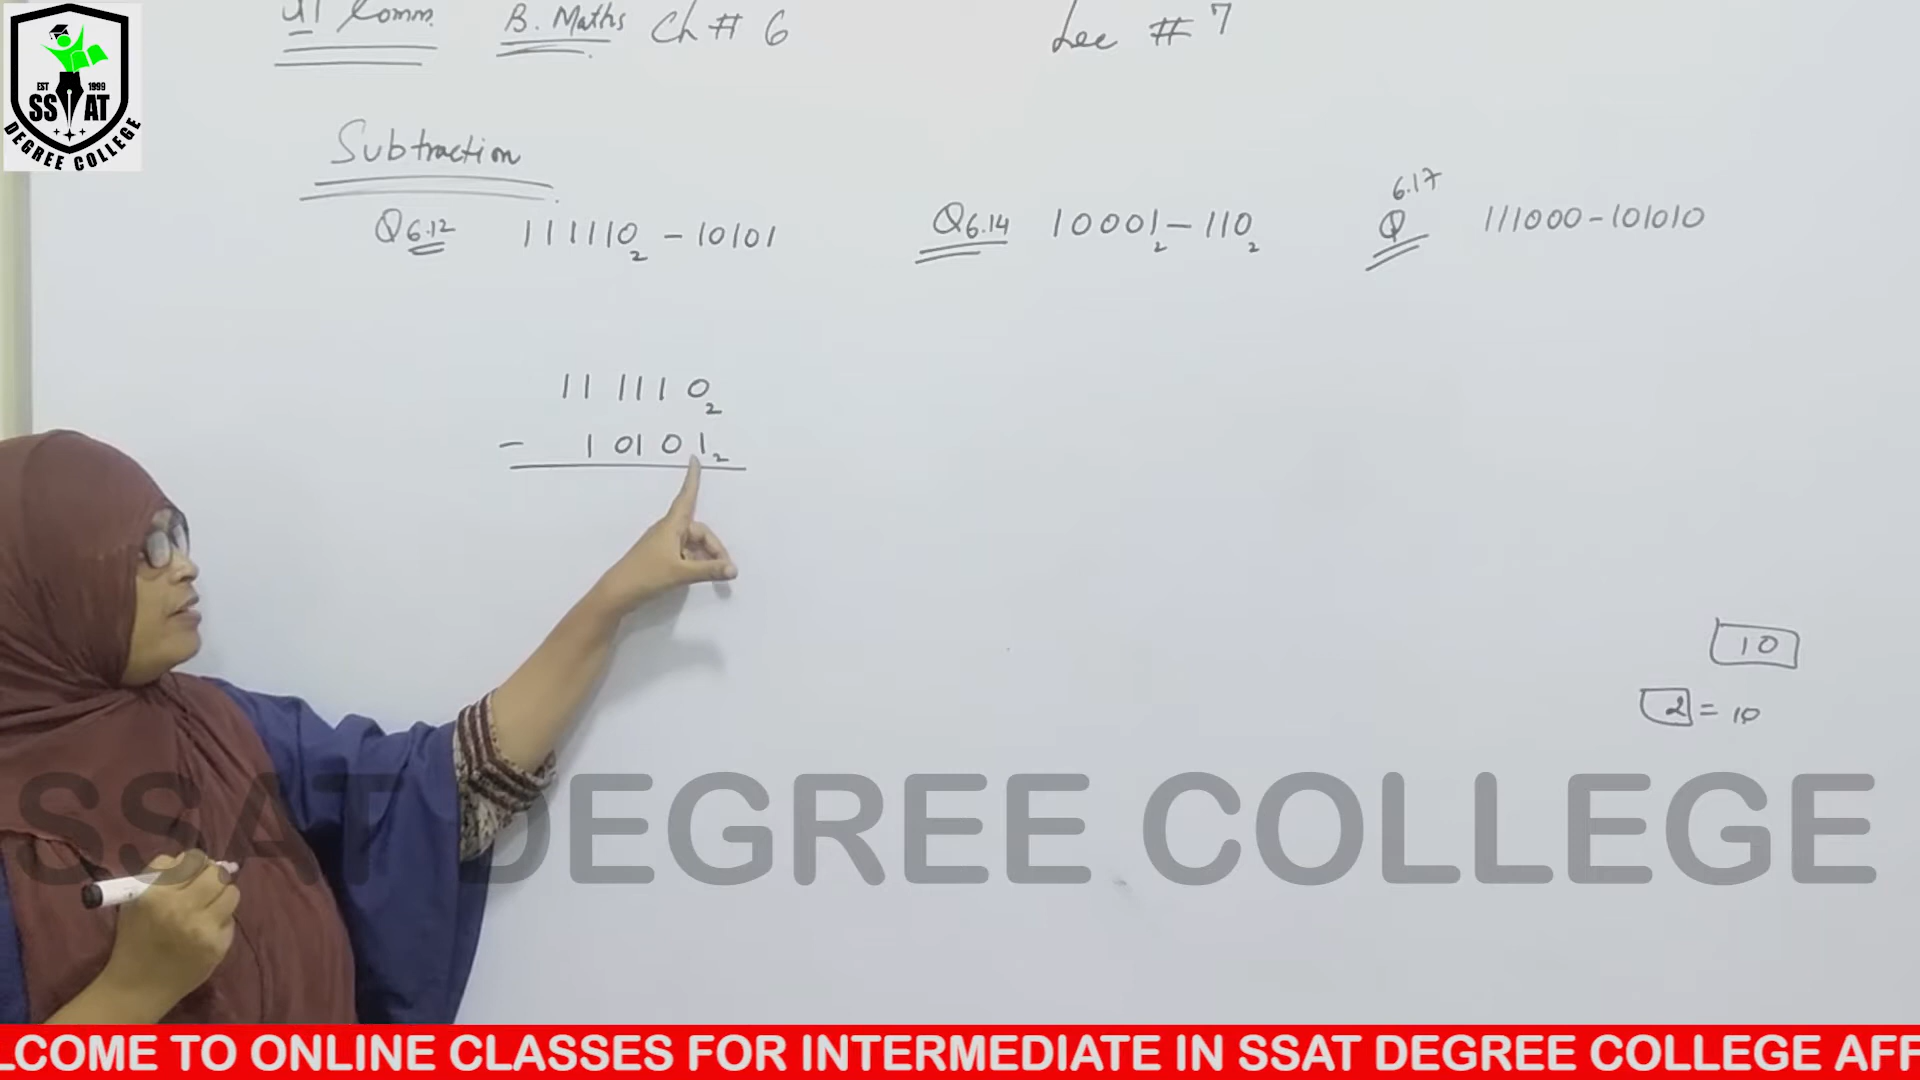 Comm. B. Maths Ch # 6 Lec # 7
EST 1999
SSAT
DEGREE COLLEGE
Subtraction
Q6.12 111110₂ - 10101
Q6.14 10001₂ - 110₂
6.17
Q 111000 - 101010
111110₂
- 10101₂
10
2 = 10
SSAT DEGREE COLLEGE
LCOME TO ONLINE CLASSES FOR INTERMEDIATE IN SSAT DEGREE COLLEGE AFF